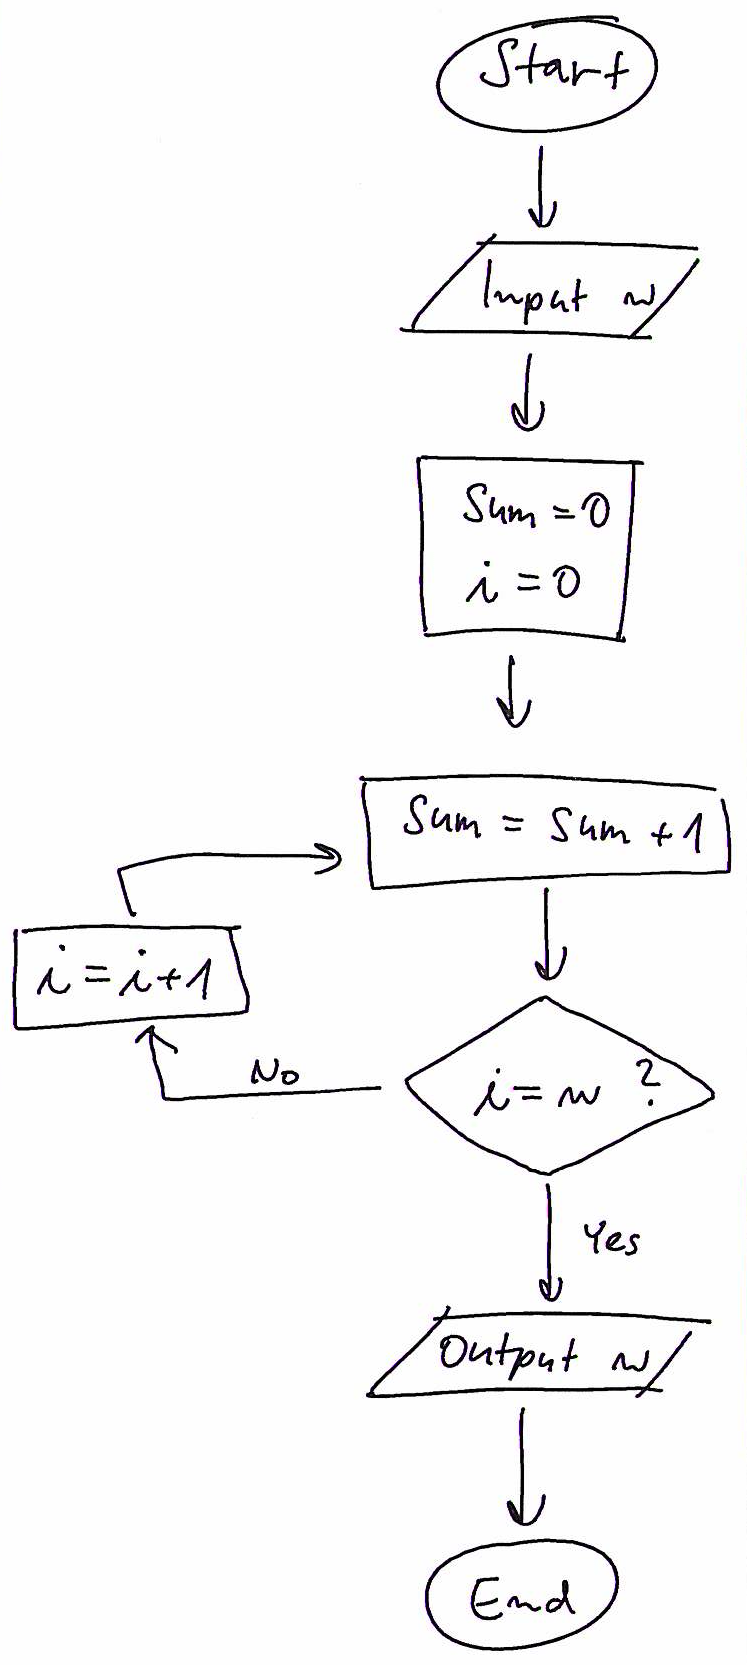 Start
Input n
Sum = 0
i = 0
Sum = Sum + 1
i = i + 1
No
i = n ?
Yes
Output n
End